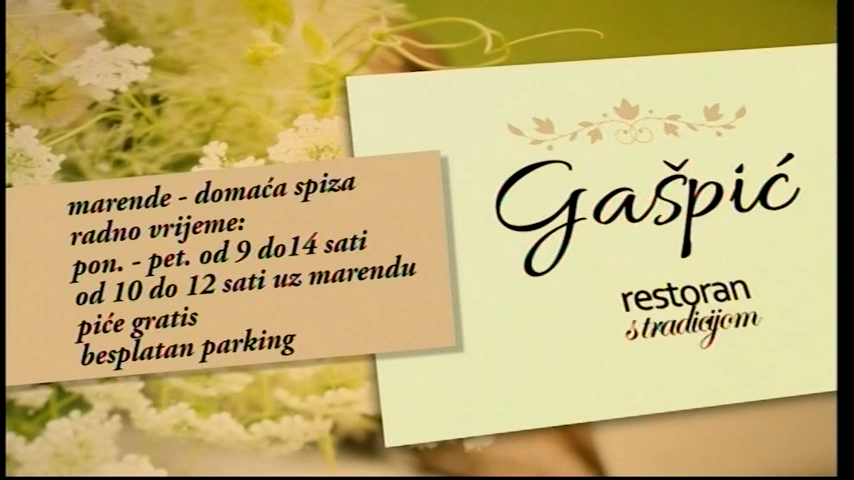 marende - domaća spiza
radno vrijeme:
pon. - pet. od 9 do14 sati
od 10 do 12 sati uz marendu
piće gratis
besplatan parking
Gašpić
restoran
s tradicijom